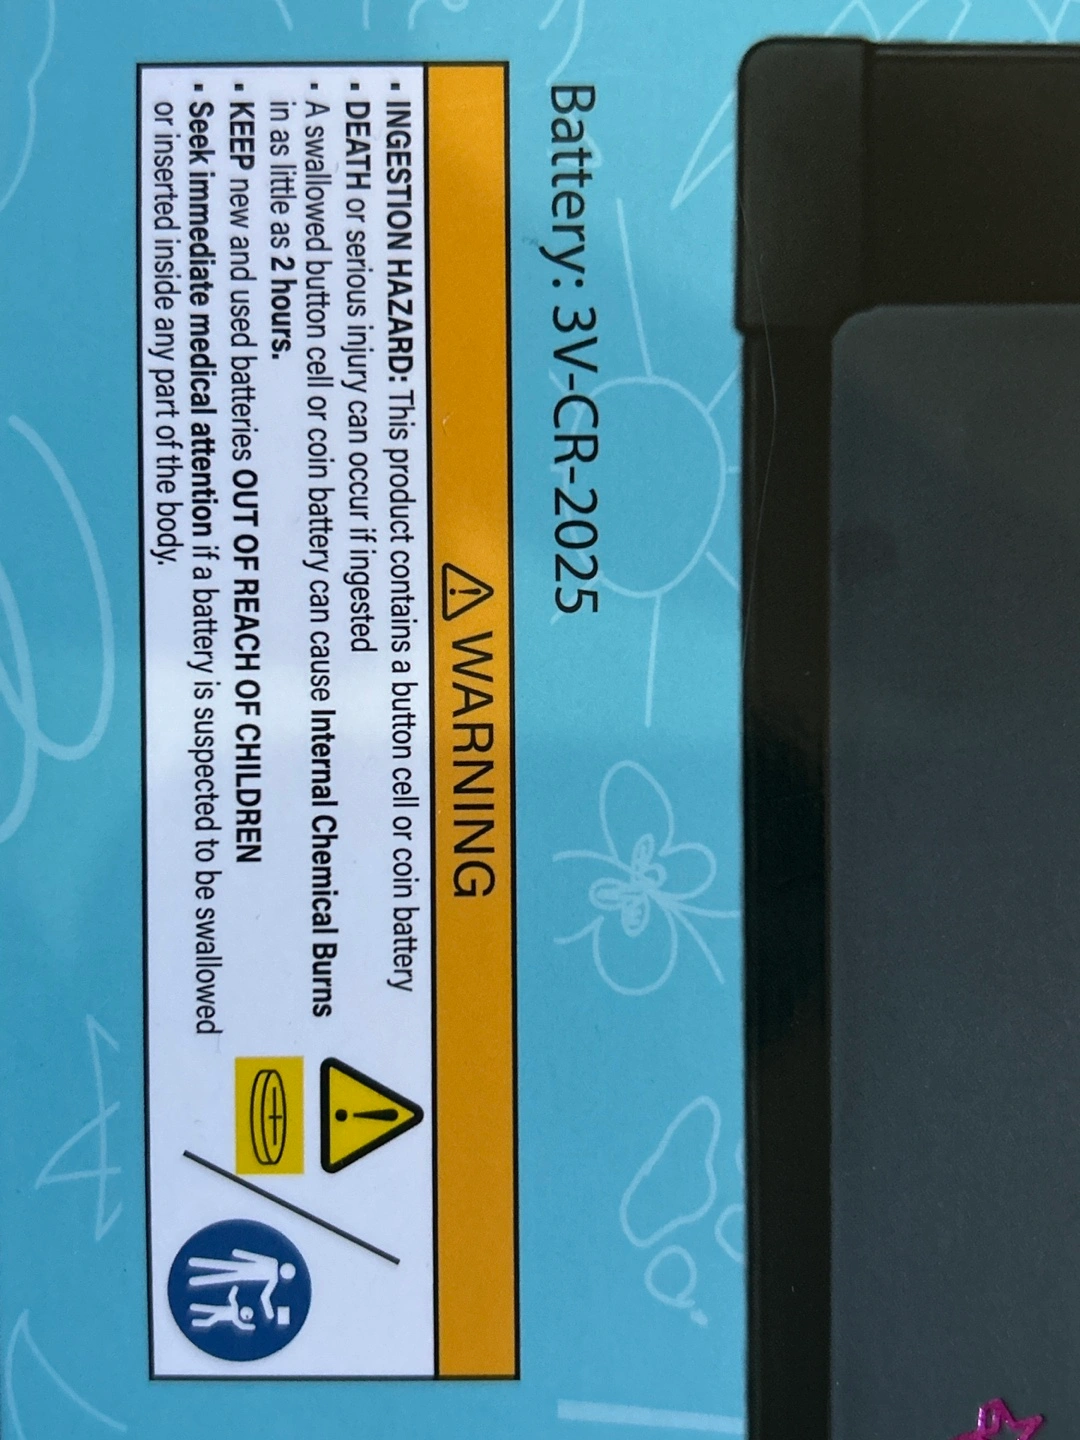 Battery: 3V-CR-2025
WARNING
▪ INGESTION HAZARD: This product contains a button cell or coin battery
▪ DEATH or serious injury can occur if ingested
▪ A swallowed button cell or coin battery can cause Internal Chemical Burns
in as little as 2 hours.
▪ KEEP new and used batteries OUT OF REACH OF CHILDREN
▪ Seek immediate medical attention if a battery is suspected to be swallowed
or inserted inside any part of the body.